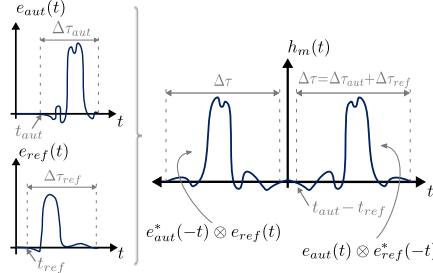 e_aut(t)
Δτ_aut
t_aut
t
e_ref(t)
Δτ_ref
t_ref
t
h_m(t)
Δτ
Δτ=Δτ_aut+Δτ_ref
t
t_aut−t_ref
e*_aut(−t) ⊗ e_ref(t)
e_aut(t) ⊗ e*_ref(−t)